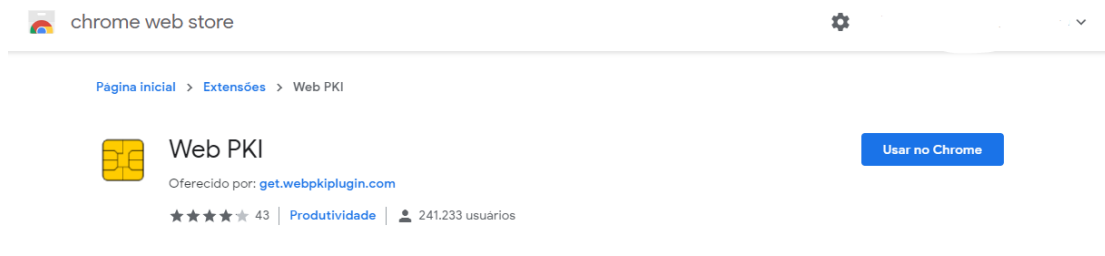 chrome web store
Página inicial > Extensões > Web PKI
Web PKI
Usar no Chrome
Oferecido por: get.webpkiplugin.com
43 | Produtividade | 241.233 usuários